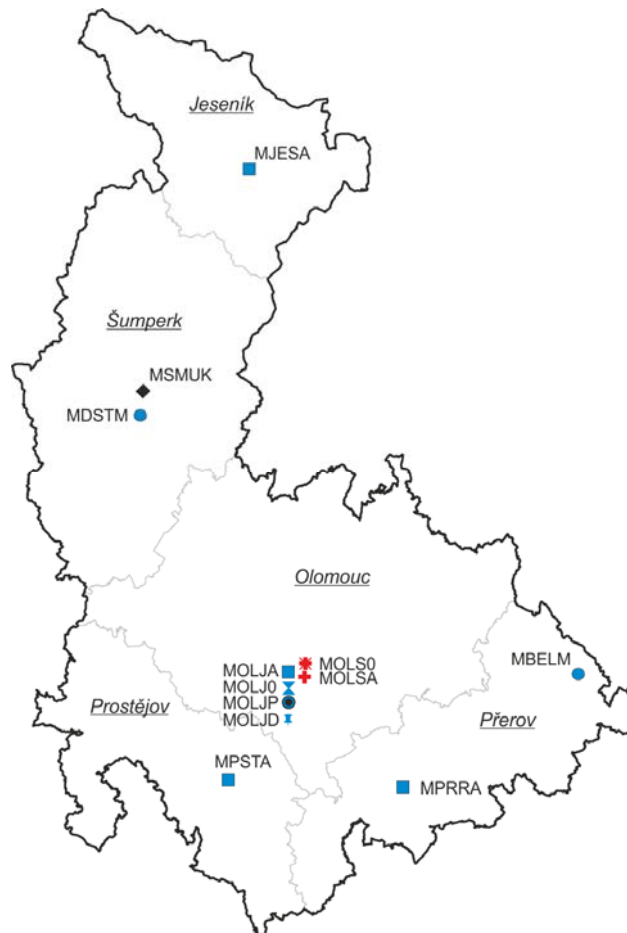 Jeseník
MJESA
Šumperk
MSMUK
MDSTM
Olomouc
MOLJA
MOLS0
MOLJ0
MOLSA
MOLJP
MOLJD
MBELM
Prostějov
Přerov
MPSTA
MPRRA